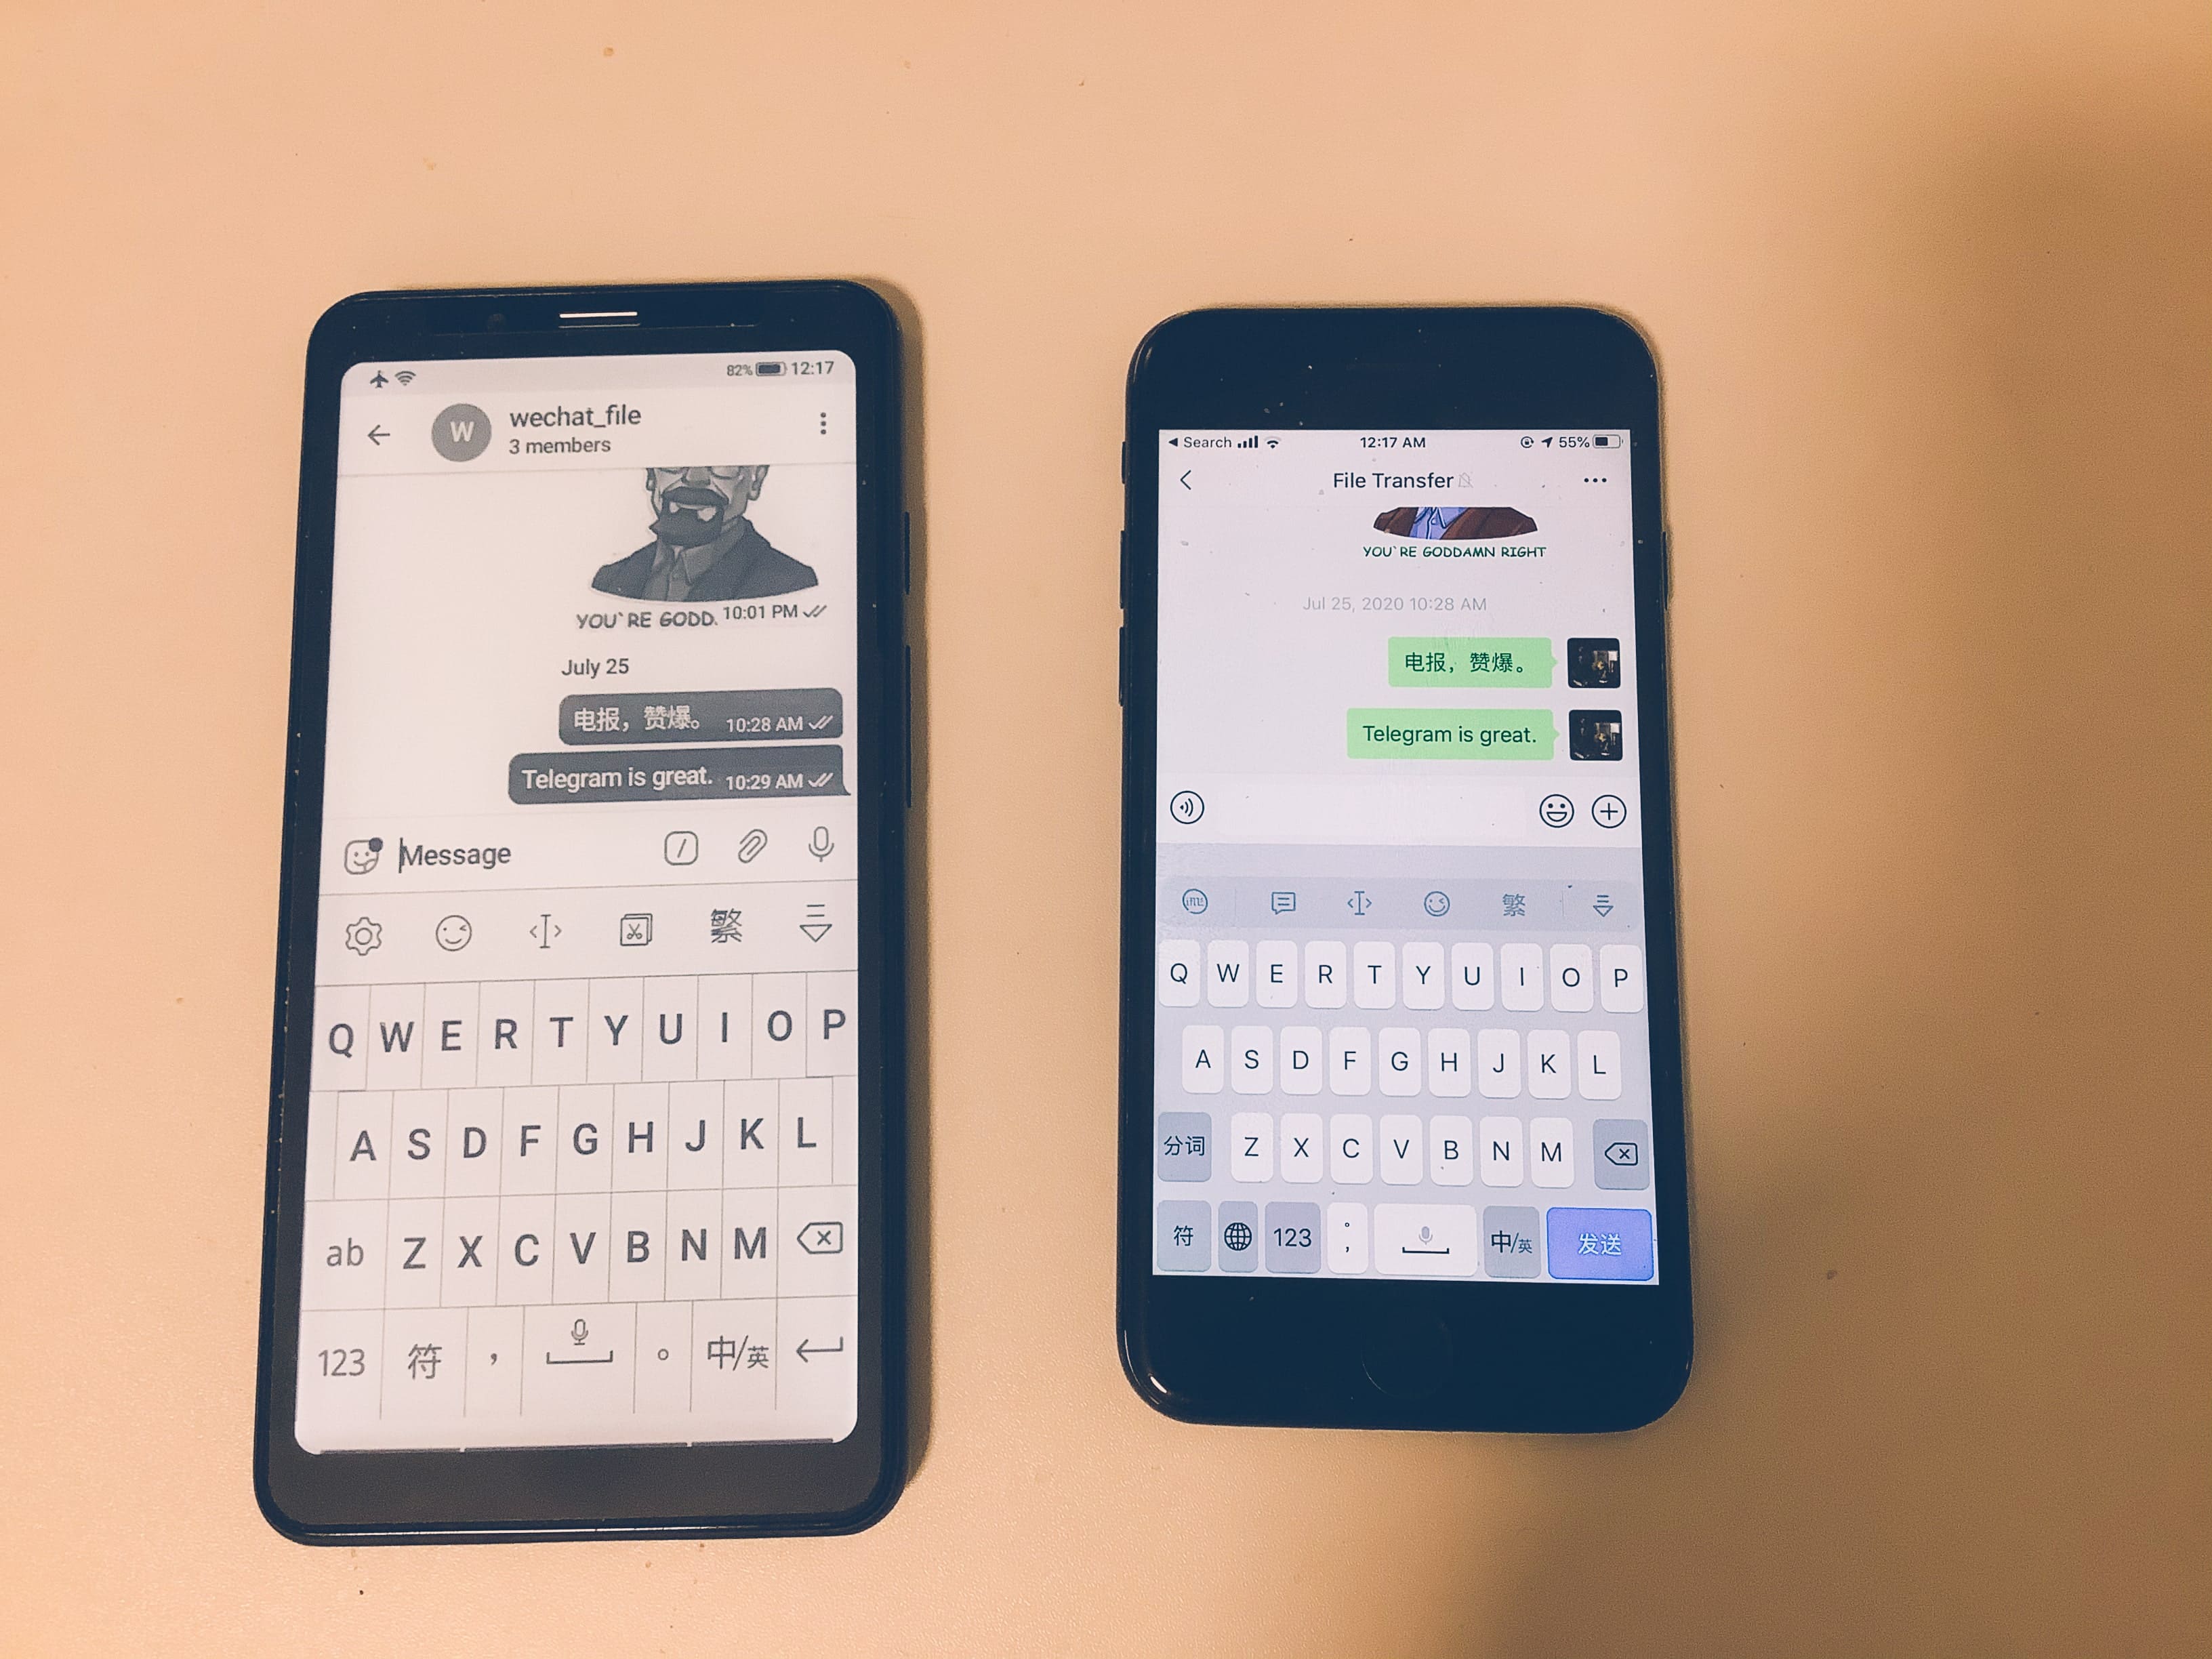 82% 12:17
W
wechat_file
3 members
YOU`RE GODD. 10:01 PM
July 25
电报，赞爆。 10:28 AM
Telegram is great. 10:29 AM
Message
繁
Q W E R T Y U I O P
A S D F G H J K L
ab Z X C V B N M
123 符 ， 。 中/英
Search 12:17 AM 55%
File Transfer
YOU`RE GODDAMN RIGHT
Jul 25, 2020 10:28 AM
电报，赞爆。
Telegram is great.
繁
Q W E R T Y U I O P
A S D F G H J K L
分词 Z X C V B N M
符 123 。, 中/英 发送